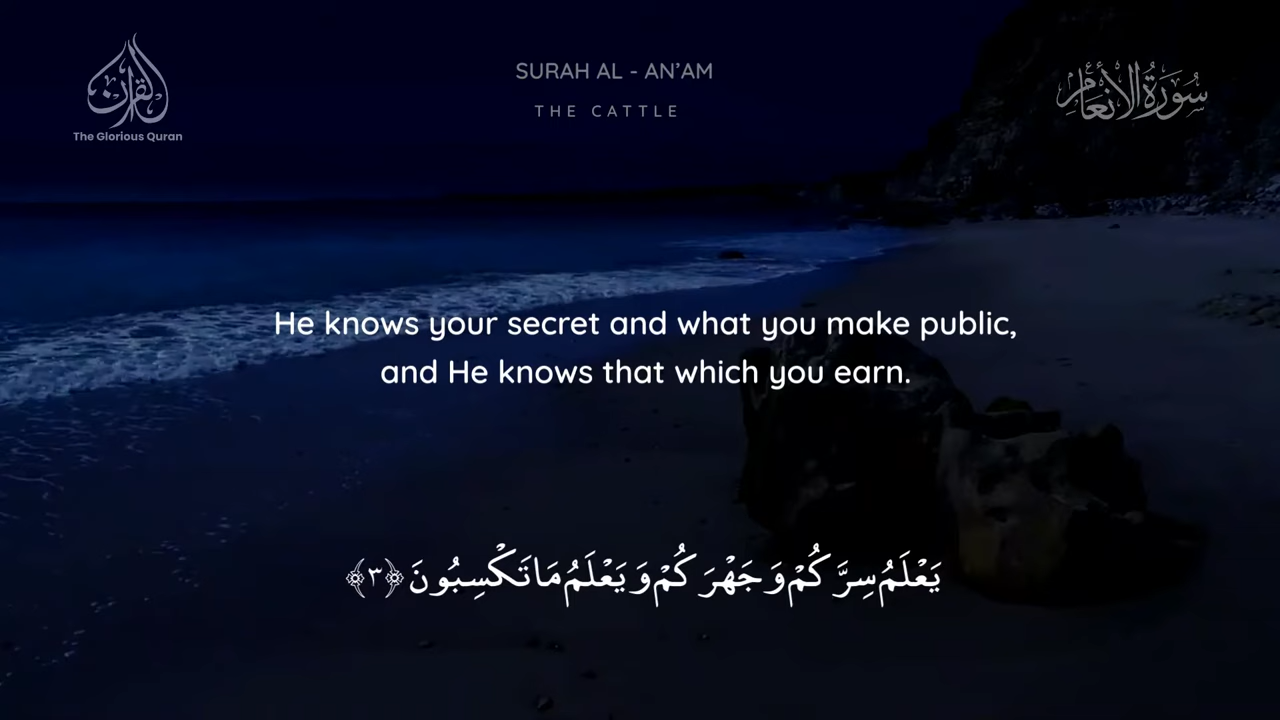 القرآن
The Glorious Quran
SURAH AL - AN’AM
THE CATTLE
سُورَةُ الأَنْعَام
He knows your secret and what you make public,
and He knows that which you earn.
يَعْلَمُ سِرَّكُمْ وَجَهْرَكُمْ وَيَعْلَمُ مَا تَكْسِبُونَ ﴿٣﴾